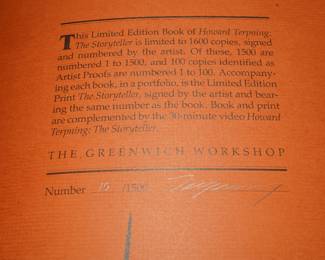 This Limited Edition Book of Howard Terpning:
The Storyteller is limited to 1600 copies, signed
and numbered by the artist. Of these, 1500 are
numbered 1 to 1500, and 100 copies identified as
Artist Proofs are numbered 1 to 100. Accompany-
ing each book, in a portfolio, is the Limited Edition
Print The Storyteller, signed by the artist and bear-
ing the same number as the book. Book and print
are complemented by the 30-minute video Howard
Terpning: The Storyteller.
THE GREENWICH WORKSHOP
Number /1500